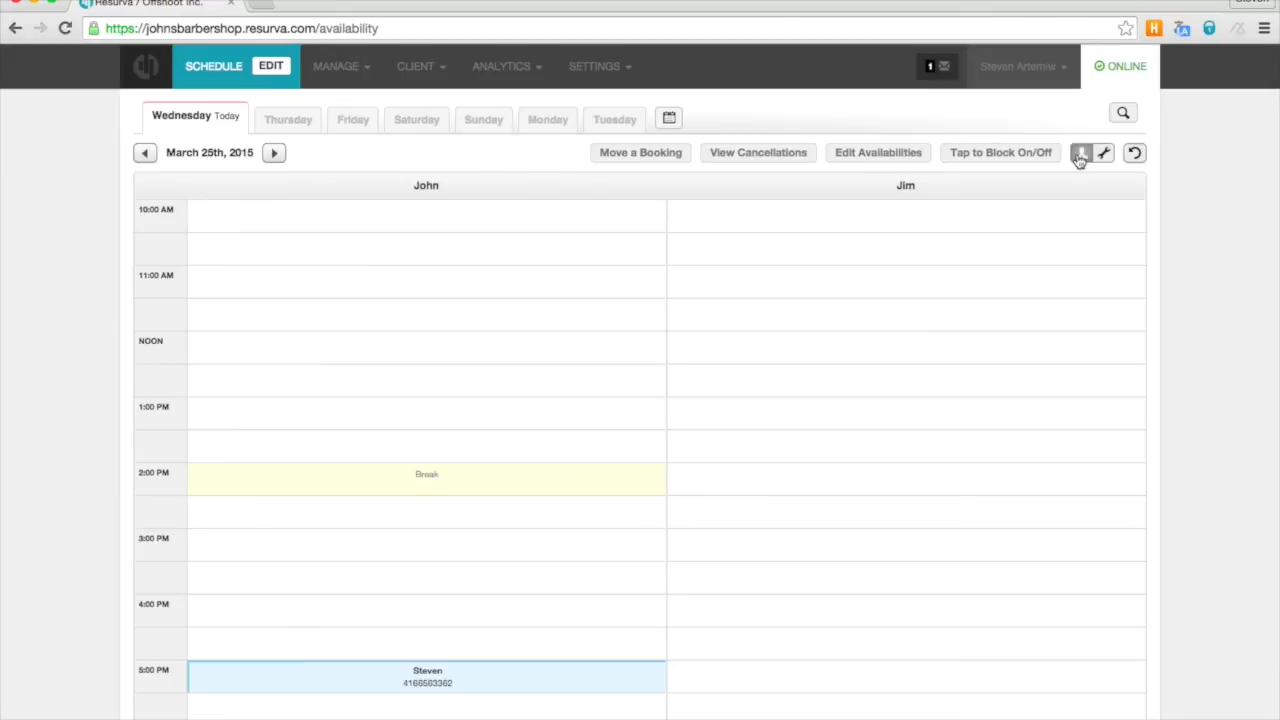 Resurva / Offshoot Inc.
Steven
https://johnsbarbershop.resurva.com/availability
SCHEDULE EDIT MANAGE CLIENT ANALYTICS SETTINGS 1 Steven Artemiw ONLINE
Wednesday Today Thursday Friday Saturday Sunday Monday Tuesday
March 25th, 2015 Move a Booking View Cancellations Edit Availabilities Tap to Block On/Off
John Jim
10:00 AM
11:00 AM
NOON
1:00 PM
2:00 PM Break
3:00 PM
4:00 PM
5:00 PM Steven
4166563362